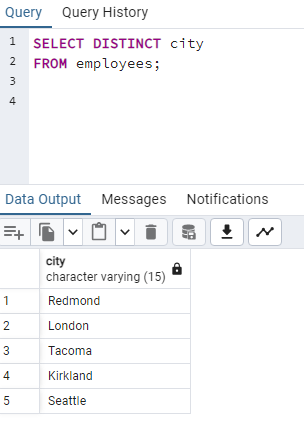 Query Query History
1 SELECT DISTINCT city
2 FROM employees;
3
4
Data Output Messages Notifications
city
character varying (15)
1 Redmond
2 London
3 Tacoma
4 Kirkland
5 Seattle